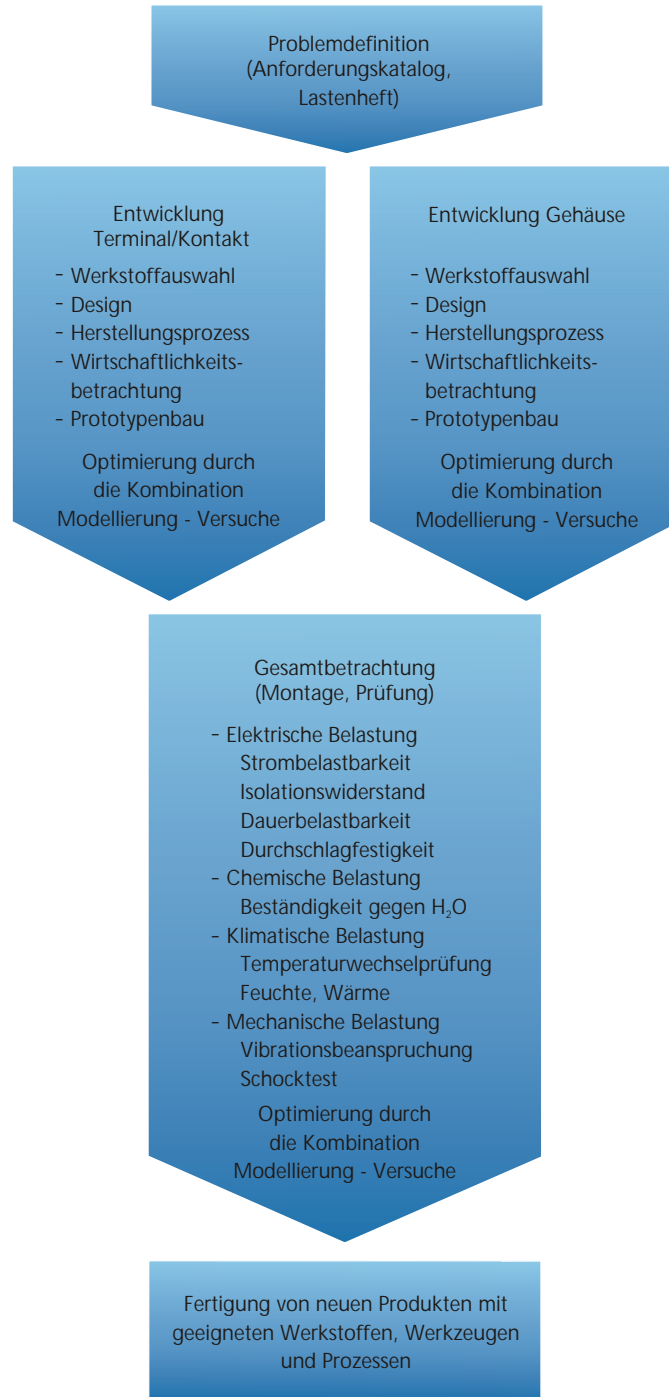 Problemdefinition
(Anforderungskatalog,
Lastenheft)
Entwicklung
Terminal/Kontakt
- Werkstoffauswahl
- Design
- Herstellungsprozess
- Wirtschaftlichkeits-
betrachtung
- Prototypenbau
Optimierung durch
die Kombination
Modellierung - Versuche
Entwicklung Gehäuse
- Werkstoffauswahl
- Design
- Herstellungsprozess
- Wirtschaftlichkeits-
betrachtung
- Prototypenbau
Optimierung durch
die Kombination
Modellierung - Versuche
Gesamtbetrachtung
(Montage, Prüfung)
- Elektrische Belastung
Strombelastbarkeit
Isolationswiderstand
Dauerbelastbarkeit
Durchschlagfestigkeit
- Chemische Belastung
Beständigkeit gegen H₂O
- Klimatische Belastung
Temperaturwechselprüfung
Feuchte, Wärme
- Mechanische Belastung
Vibrationsbeanspruchung
Schocktest
Optimierung durch
die Kombination
Modellierung - Versuche
Fertigung von neuen Produkten mit
geeigneten Werkstoffen, Werkzeugen
und Prozessen